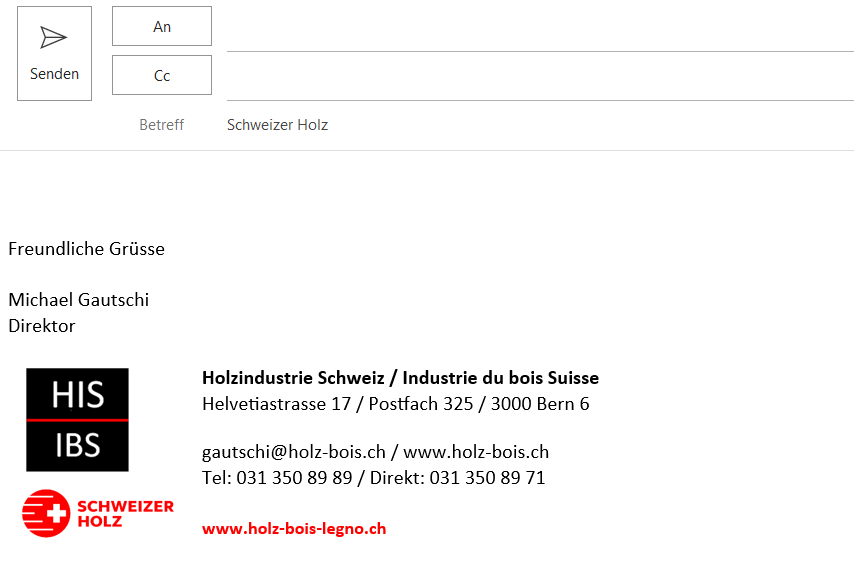 Senden
An
Cc
Betreff
Schweizer Holz
Freundliche Grüsse
Michael Gautschi
Direktor
HIS
IBS
SCHWEIZER
HOLZ
Holzindustrie Schweiz / Industrie du bois Suisse
Helvetiastrasse 17 / Postfach 325 / 3000 Bern 6
gautschi@holz-bois.ch / www.holz-bois.ch
Tel: 031 350 89 89 / Direkt: 031 350 89 71
www.holz-bois-legno.ch